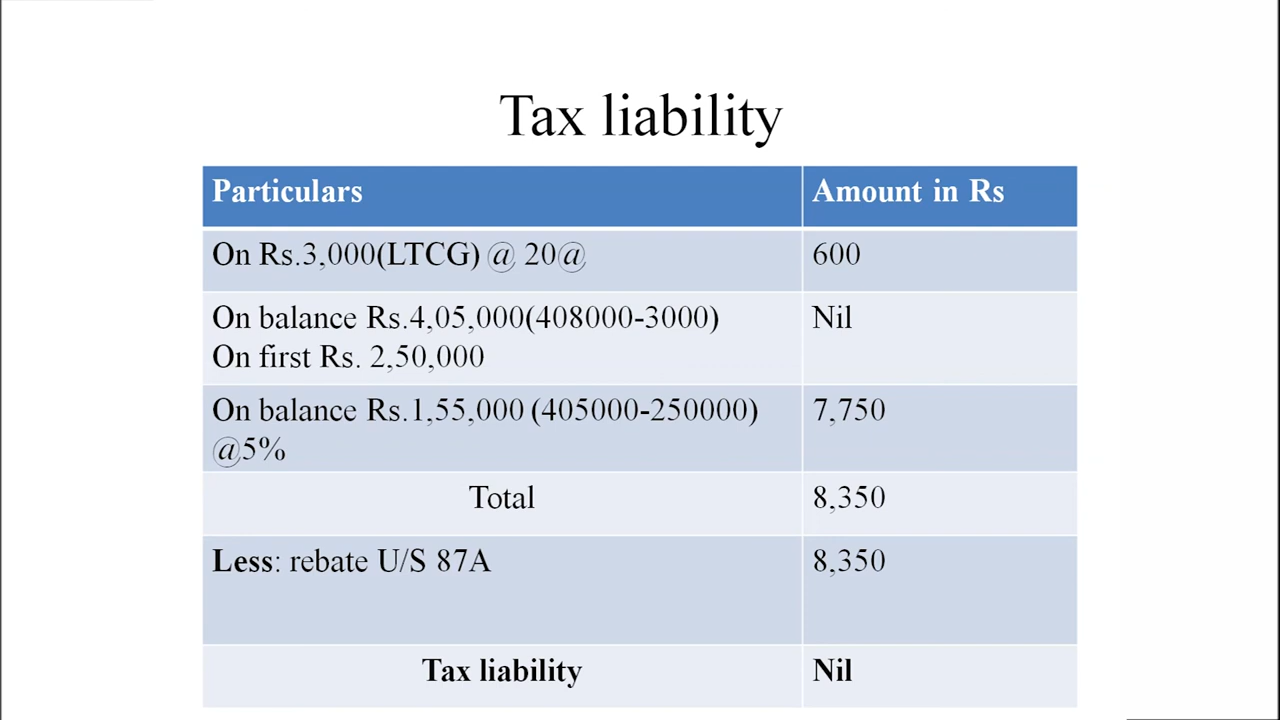 Tax liability
Particulars
Amount in Rs
On Rs.3,000(LTCG) @ 20@
600
On balance Rs.4,05,000(408000-3000)
On first Rs. 2,50,000
Nil
On balance Rs.1,55,000 (405000-250000)
@5%
7,750
Total
8,350
Less: rebate U/S 87A
8,350
Tax liability
Nil